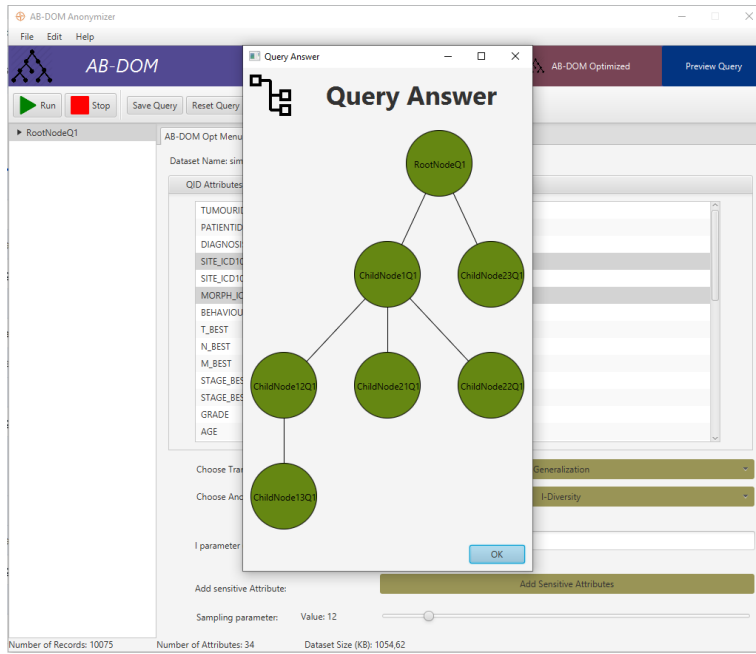 AB-DOM Anonymizer
File Edit Help
AB-DOM
AB-DOM Optimized
Preview Query
Run
Stop
Save Query
Reset Query
RootNodeQ1
AB-DOM Opt Menu
Dataset Name: sim
QID Attributes
TUMOURID
PATIENTID
DIAGNOSI
SITE_ICD10
SITE_ICD10
MORPH_IC
BEHAVIOU
T_BEST
N_BEST
M_BEST
STAGE_BES
STAGE_BES
GRADE
AGE
Choose Tran
Generalization
Choose Ano
l-Diversity
l parameter
Add sensitive Attribute:
Add Sensitive Attributes
Sampling parameter: Value: 12
Number of Records: 10075 Number of Attributes: 34 Dataset Size (KB): 1054,62
Query Answer
Query Answer
RootNodeQ1
ChildNode1Q1
ChildNode23Q1
ChildNode12Q1
ChildNode21Q1
ChildNode22Q1
ChildNode13Q1
OK